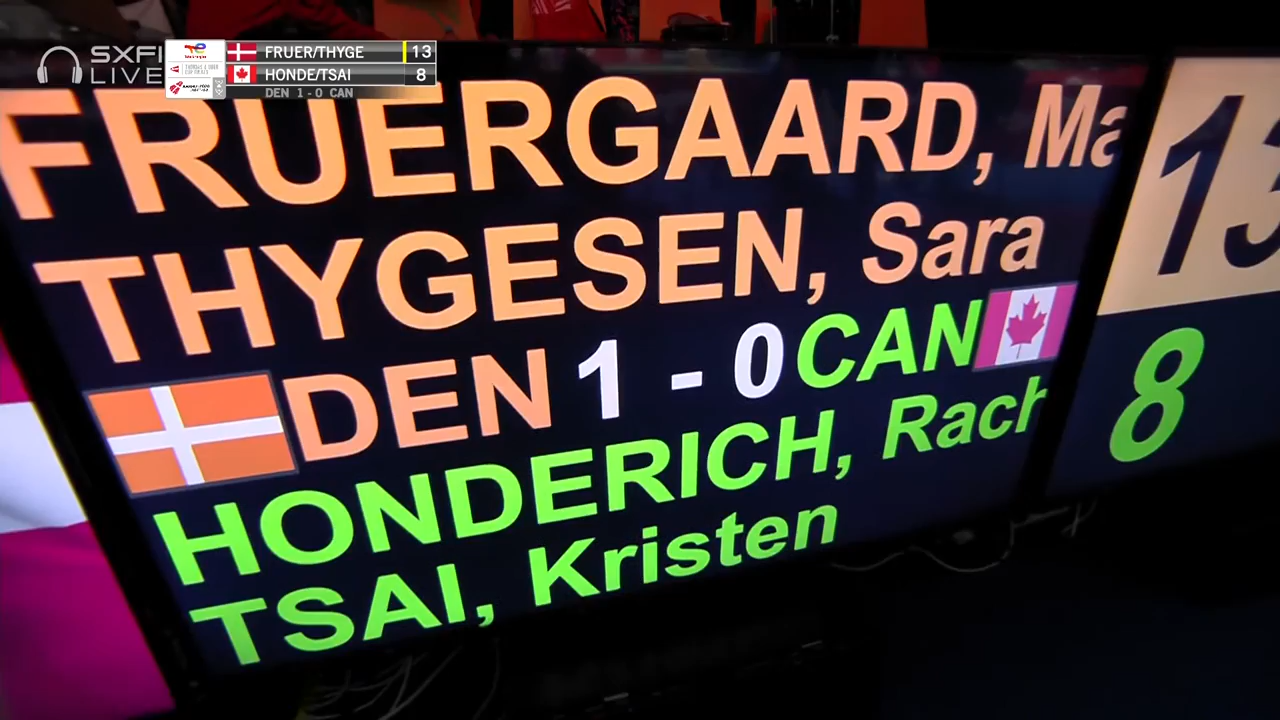 SXFI
LIVE
FRUER/THYGE 13
HONDE/TSAI 8
DEN 1-0 CAN
FRUERGAARD, Ma
THYGESEN, Sara
DEN 1 - 0 CAN
HONDERICH, Rach
TSAI, Kristen
13
8